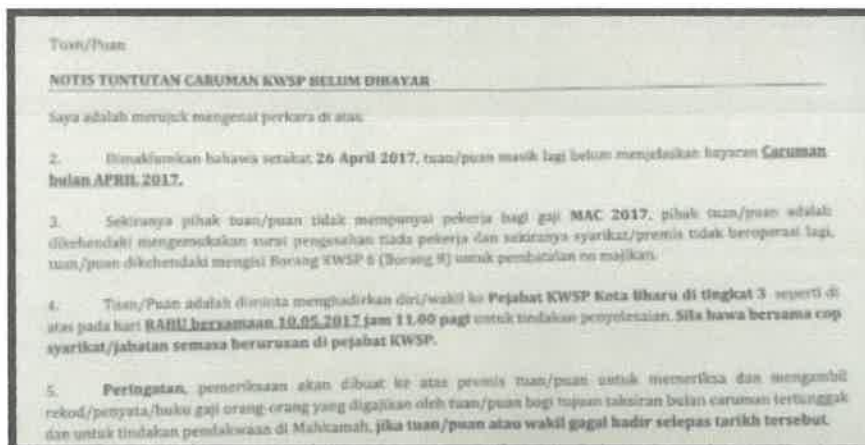 Tuan/Puan
NOTIS TUNTUTAN CARUMAN KWSP BELUM DIBAYAR
Saya adalah merujuk mengenai perkara di atas.
2. Dimaklumkan bahawa setakat 26 April 2017, tuan/puan masih lagi belum menjelaskan bayaran Caruman
bulan APRIL 2017.
3. Sekiranya pihak tuan/puan tidak mempunyai pekerja bagi gaji MAC 2017, pihak tuan/puan adalah
dikehendaki mengemukakan surat pengesahan tiada pekerja dan sekiranya syarikat/premis tidak beroperasi lagi,
tuan/puan dikehendaki mengisi Borang KWSP 6 (Borang 8) untuk pembatalan no majikan.
4. Tuan/Puan adalah diminta menghadirkan diri/wakil ke Pejabat KWSP Kota Bharu di tingkat 3 seperti di
atas pada hari RABU bersamaan 10.05.2017 jam 11.00 pagi untuk tindakan penyelesaian. Sila bawa bersama cop
syarikat/jabatan semasa berurusan di pejabat KWSP.
5. Peringatan, pemeriksaan akan dibuat ke atas premis tuan/puan untuk memeriksa dan mengambil
rekod/penyata/buku gaji orang-orang yang digajikan oleh tuan/puan bagi tujuan taksiran bulan caruman tertunggak
dan untuk tindakan pendakwaan di Mahkamah, jika tuan/puan atau wakil gagal hadir selepas tarikh tersebut.